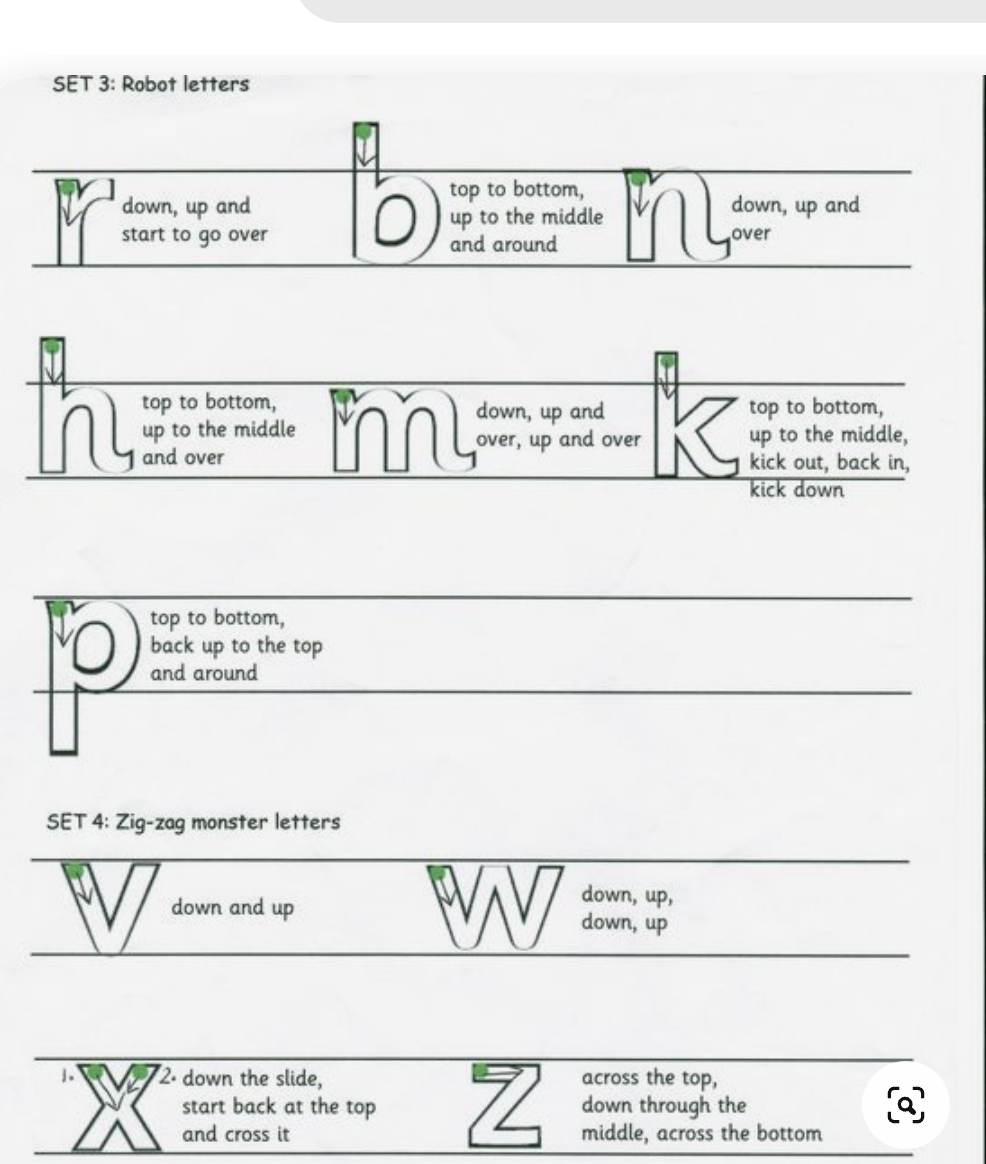 SET 3: Robot letters
r down, up and
start to go over
b top to bottom,
up to the middle
and around
n down, up and
over
h top to bottom,
up to the middle
and over
m down, up and
over, up and over
k top to bottom,
up to the middle,
kick out, back in,
kick down
p top to bottom,
back up to the top
and around
SET 4: Zig-zag monster letters
v down and up
w down, up,
down, up
1. x 2. down the slide,
start back at the top
and cross it
z across the top,
down through the
middle, across the bottom